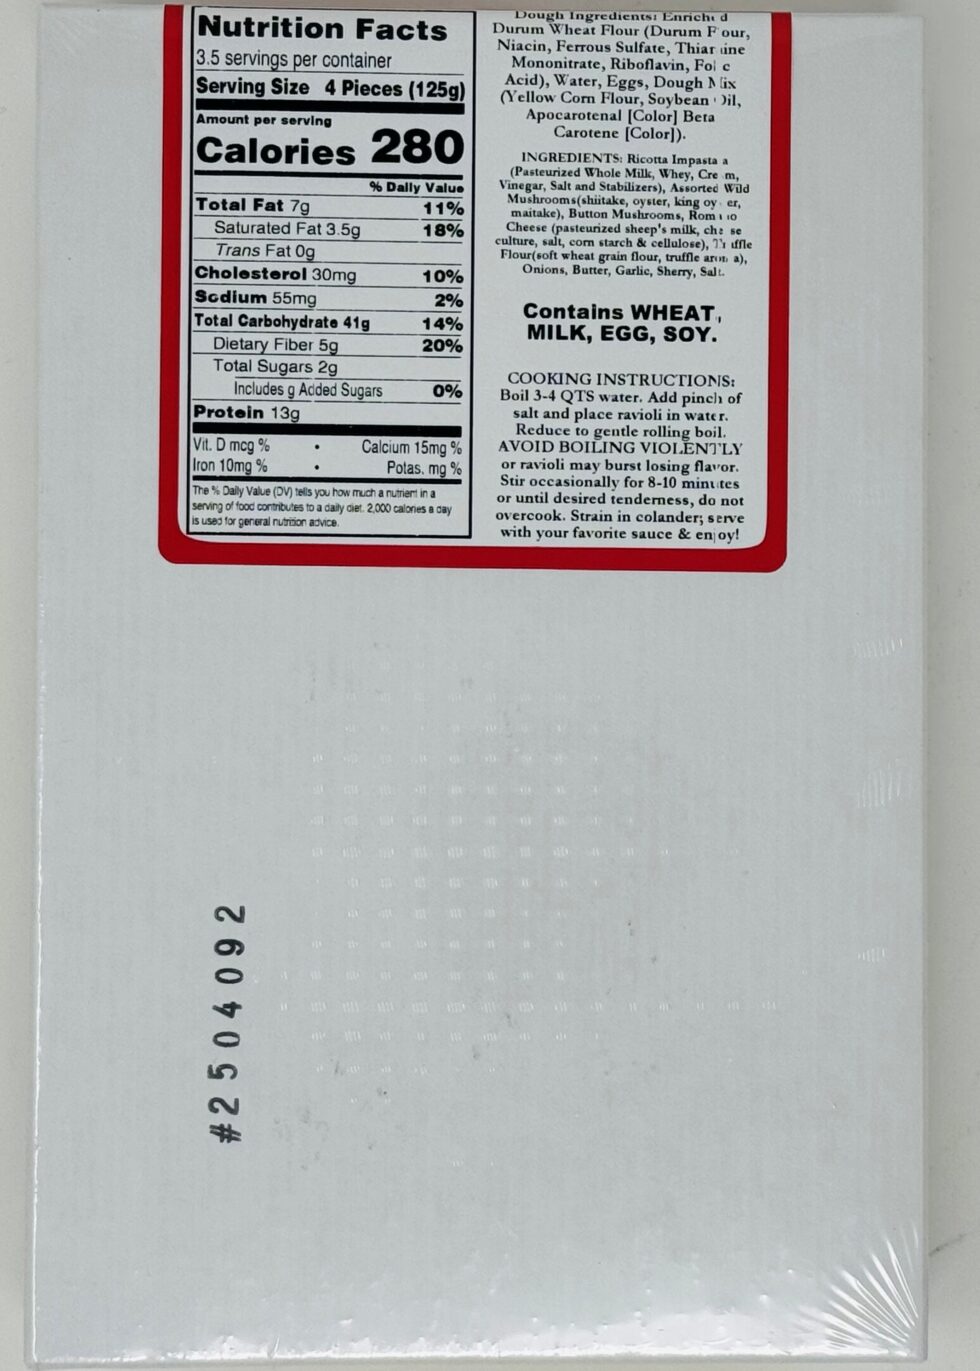 Nutrition Facts
3.5 servings per container
Serving Size 4 Pieces (125g)
Amount per serving
Calories 280
% Daily Value
Total Fat 7g 11%
Saturated Fat 3.5g 18%
Trans Fat 0g
Cholesterol 30mg 10%
Sodium 55mg 2%
Total Carbohydrate 41g 14%
Dietary Fiber 5g 20%
Total Sugars 2g
Includes g Added Sugars 0%
Protein 13g
Vit. D mcg % • Calcium 15mg %
Iron 10mg % • Potas. mg %
The % Daily Value (DV) tells you how much a nutrient in a
serving of food contributes to a daily diet. 2,000 calories a day
is used for general nutrition advice.
Dough Ingredients: Enriched
Durum Wheat Flour (Durum Flour,
Niacin, Ferrous Sulfate, Thiamine
Mononitrate, Riboflavin, Folic
Acid), Water, Eggs, Dough Mix
(Yellow Corn Flour, Soybean Oil,
Apocarotenal [Color] Beta
Carotene [Color]).
INGREDIENTS: Ricotta Impastata
(Pasteurized Whole Milk, Whey, Cream,
Vinegar, Salt and Stabilizers), Assorted Wild
Mushrooms(shiitake, oyster, king oyster,
maitake), Button Mushrooms, Romano
Cheese (pasteurized sheep's milk, cheese
culture, salt, corn starch & cellulose), Truffle
Flour(soft wheat grain flour, truffle aroma),
Onions, Butter, Garlic, Sherry, Salt.
Contains WHEAT,
MILK, EGG, SOY.
COOKING INSTRUCTIONS:
Boil 3-4 QTS water. Add pinch of
salt and place ravioli in water.
Reduce to gentle rolling boil.
AVOID BOILING VIOLENTLY
or ravioli may burst losing flavor.
Stir occasionally for 8-10 minutes
or until desired tenderness, do not
overcook. Strain in colander; serve
with your favorite sauce & enjoy!
#2504092